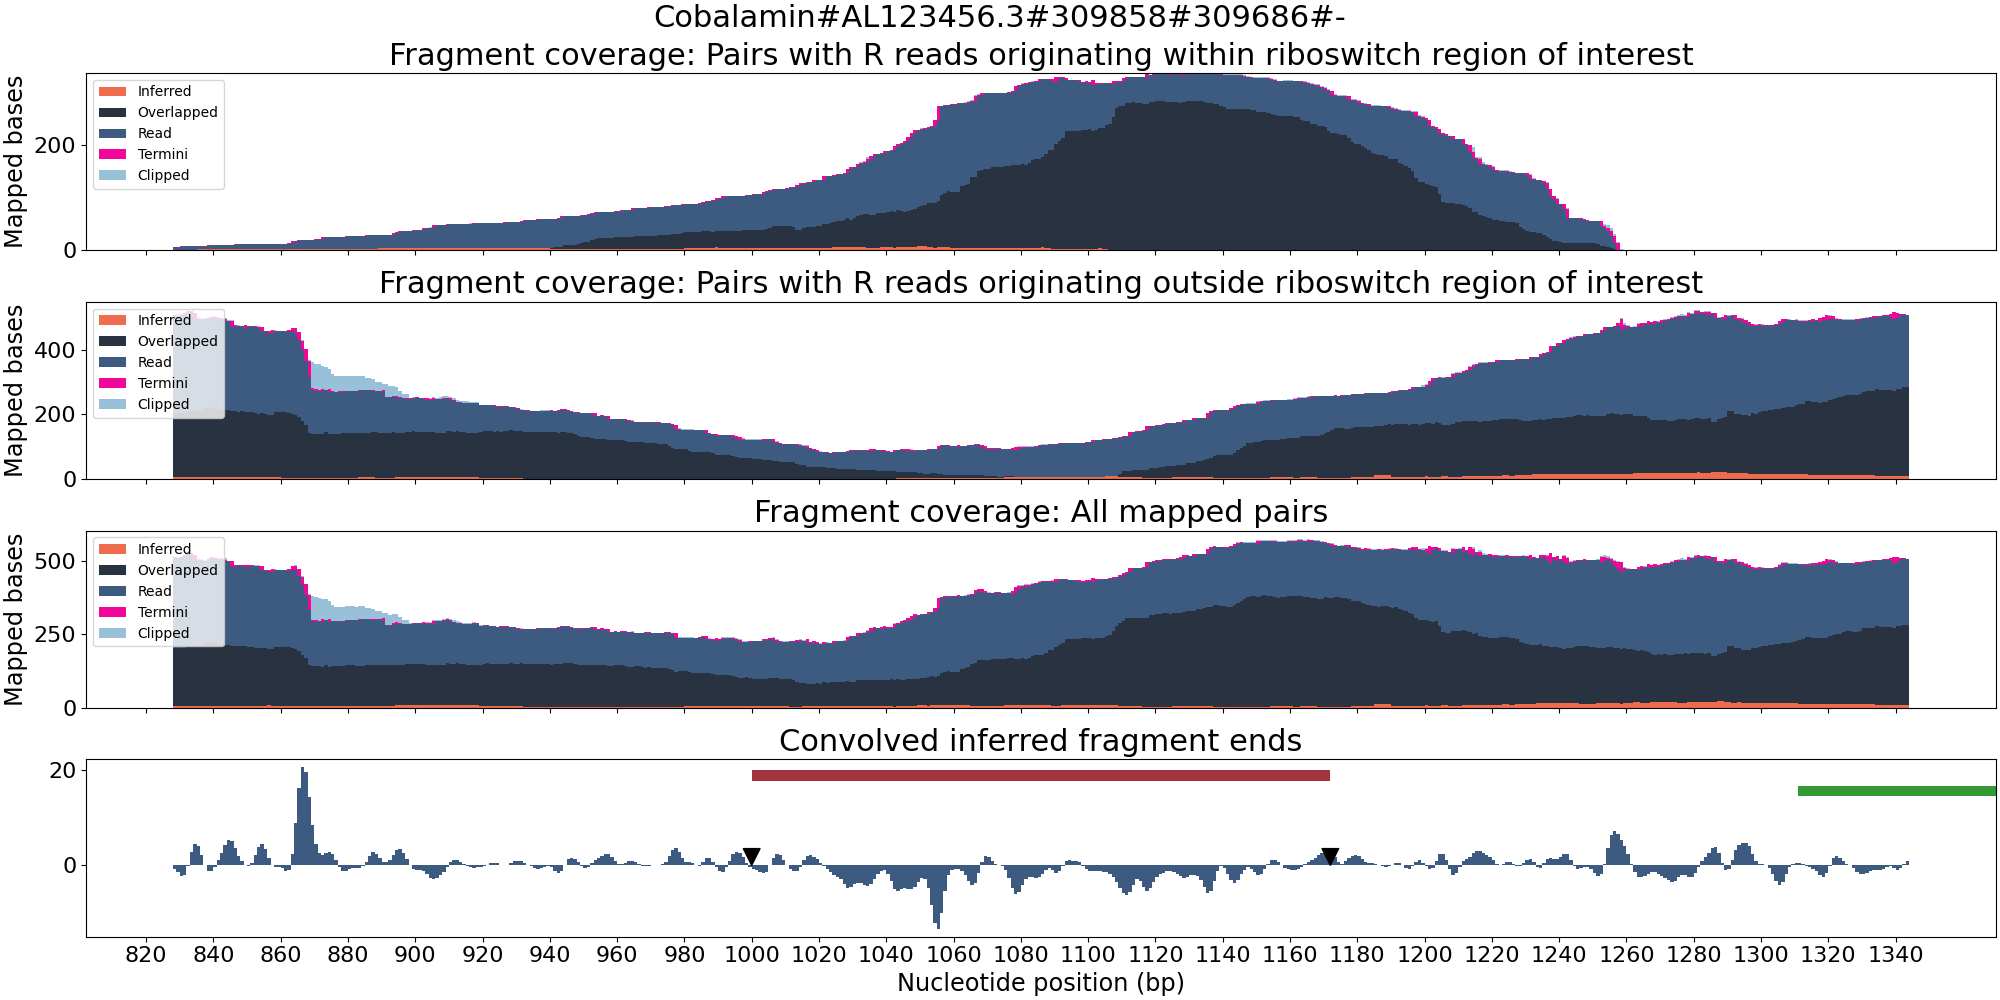 Cobalamin#AL123456.3#309858#309686#-
Fragment coverage: Pairs with R reads originating within riboswitch region of interest
Mapped bases
200
0
Inferred
Overlapped
Read
Termini
Clipped
Fragment coverage: Pairs with R reads originating outside riboswitch region of interest
Mapped bases
400
200
0
Inferred
Overlapped
Read
Termini
Clipped
Fragment coverage: All mapped pairs
Mapped bases
500
250
0
Inferred
Overlapped
Read
Termini
Clipped
Convolved inferred fragment ends
20
0
820 840 860 880 900 920 940 960 980 1000 1020 1040 1060 1080 1100 1120 1140 1160 1180 1200 1220 1240 1260 1280 1300 1320 1340
Nucleotide position (bp)